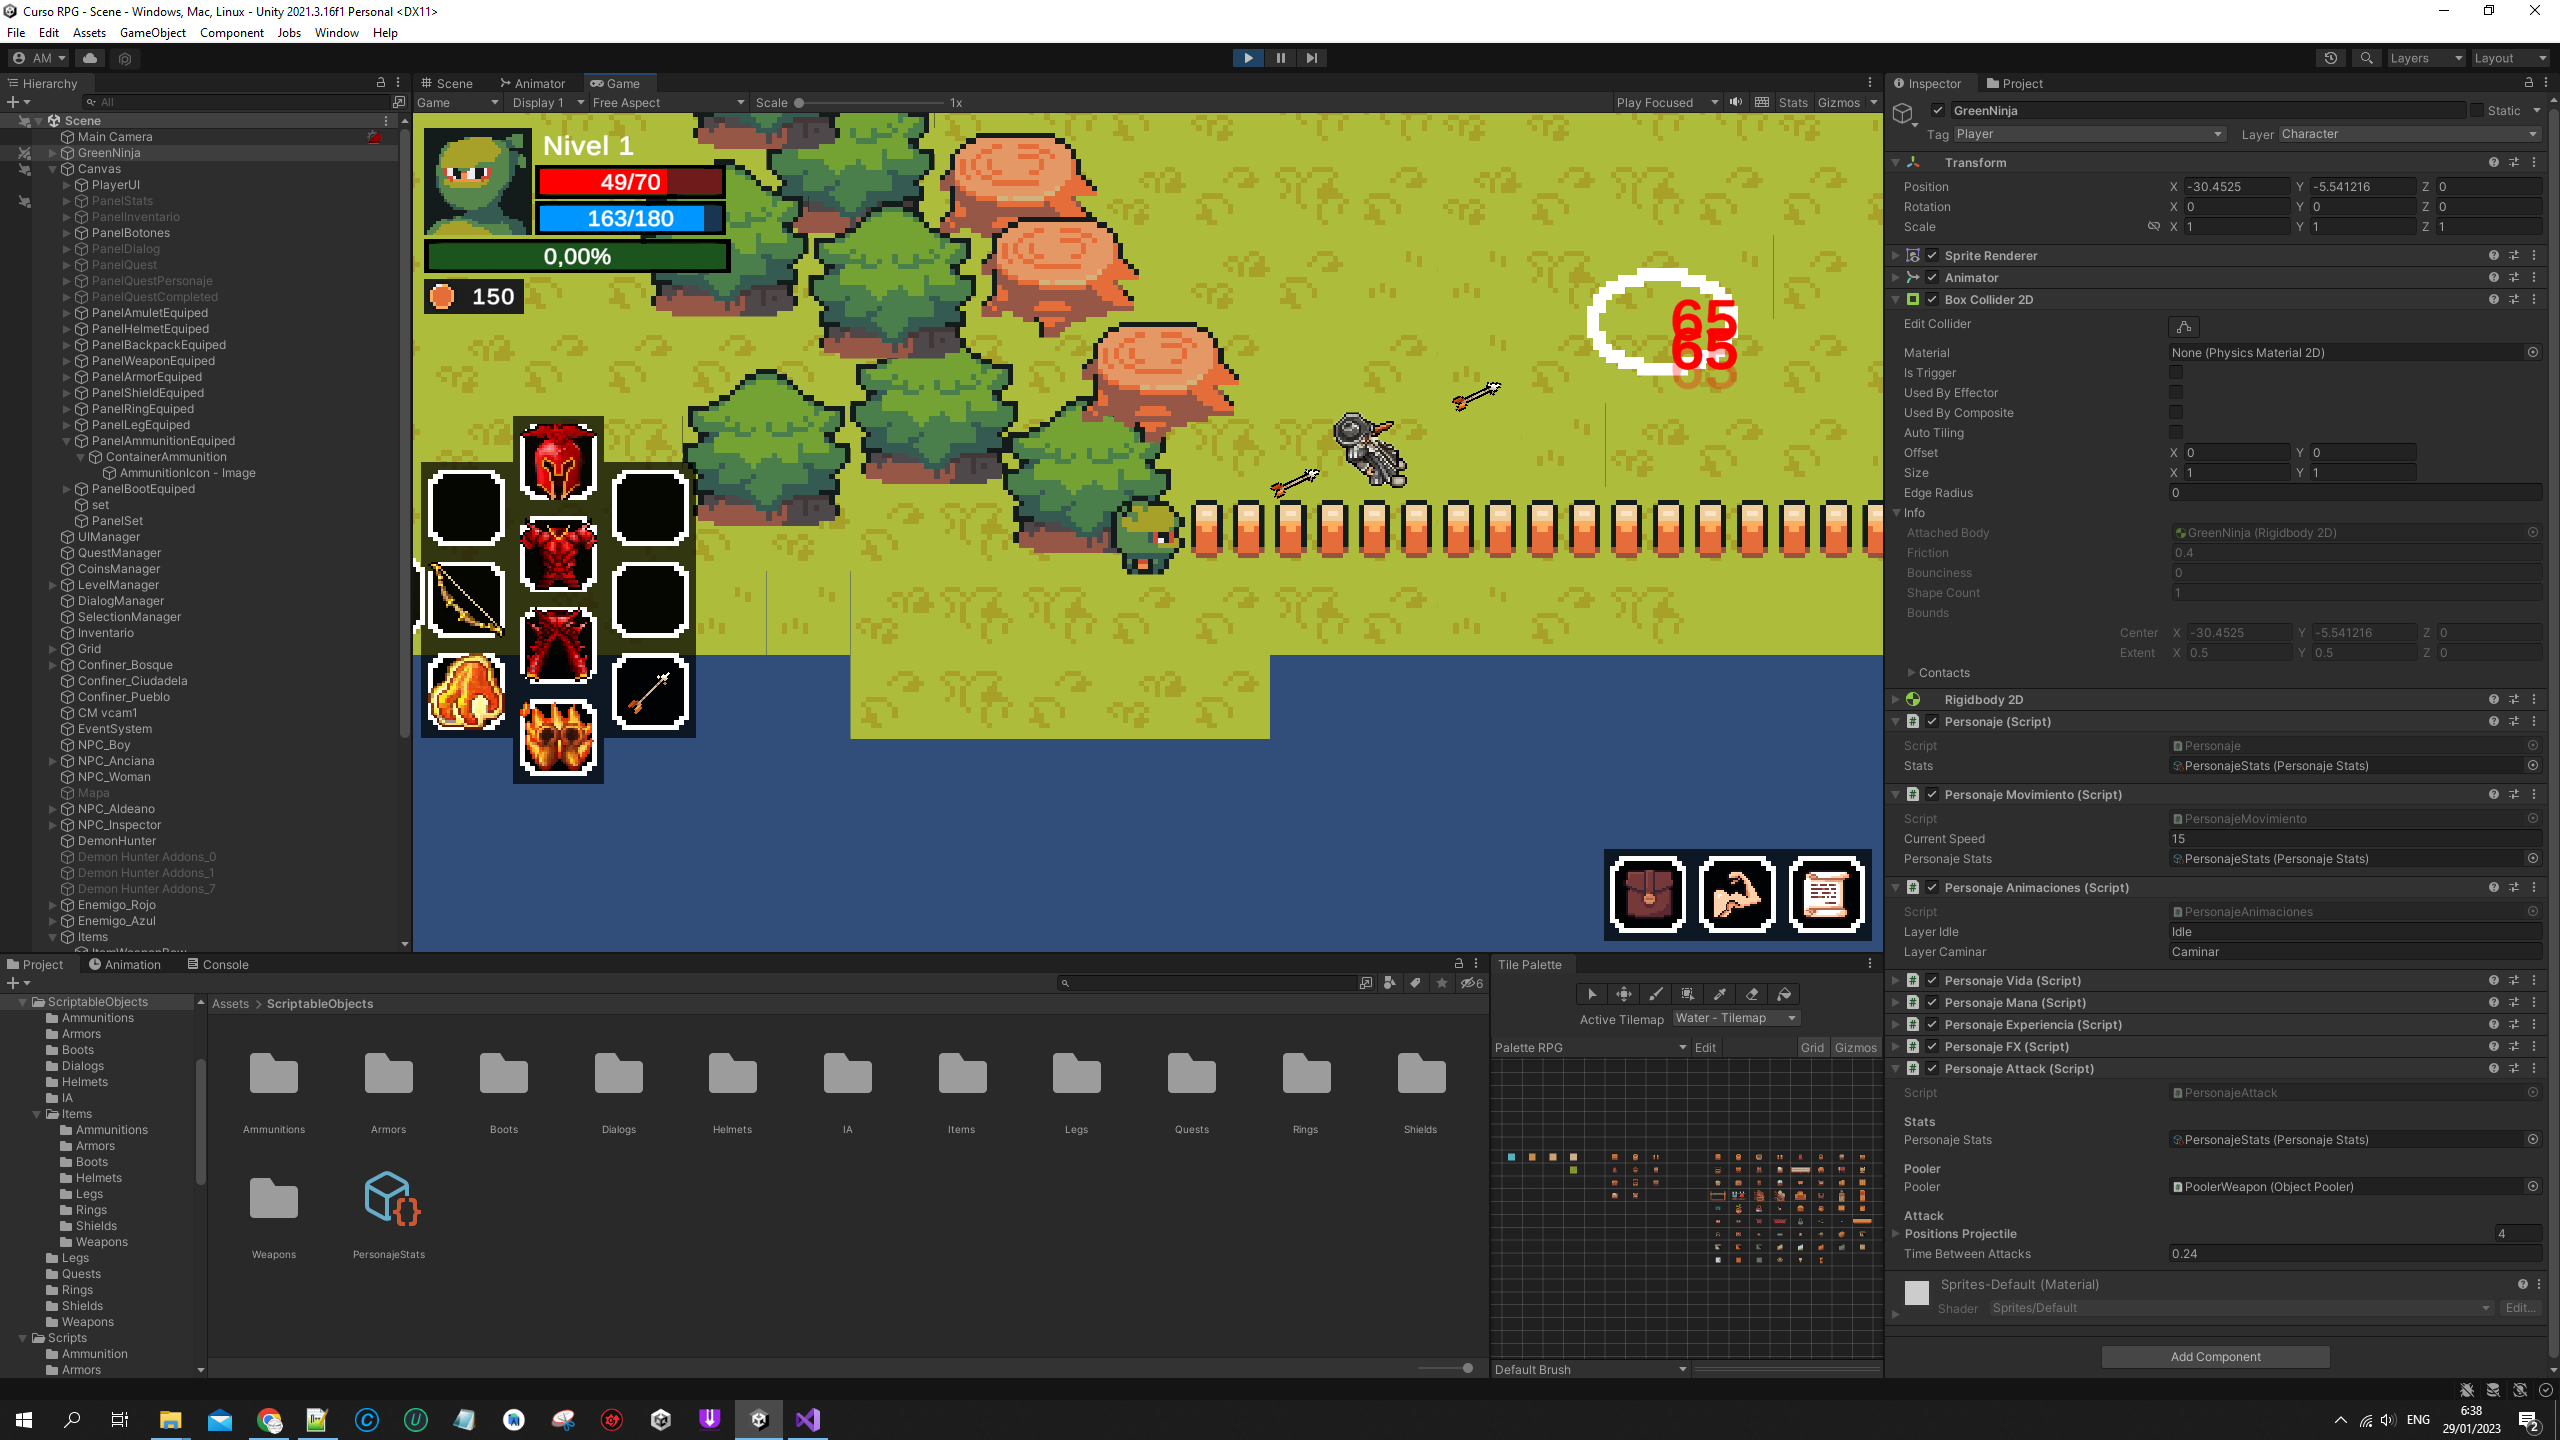 Curso RPG - Scene - Windows, Mac, Linux - Unity 2021.3.16f1 Personal <DX11>
File Edit Assets GameObject Component Jobs Window Help
AM
Layers Layout
Hierarchy
All
Scene
Main Camera
GreenNinja
Canvas
PlayerUI
PanelStats
PanelInventario
PanelBotones
PanelDialog
PanelQuest
PanelQuestPersonaje
PanelQuestCompleted
PanelAmuletEquiped
PanelHelmetEquiped
PanelBackpackEquiped
PanelWeaponEquiped
PanelArmorEquiped
PanelShieldEquiped
PanelRingEquiped
PanelLegEquiped
PanelAmmunitionEquiped
ContainerAmmunition
AmmunitionIcon - Image
PanelBootEquiped
set
PanelSet
UIManager
QuestManager
CoinsManager
LevelManager
DialogManager
SelectionManager
Inventario
Grid
Confiner_Bosque
Confiner_Ciudadela
Confiner_Pueblo
CM vcam1
EventSystem
NPC_Boy
NPC_Anciana
NPC_Woman
Mapa
NPC_Aldeano
NPC_Inspector
DemonHunter
Demon Hunter Addons_0
Demon Hunter Addons_1
Demon Hunter Addons_7
Enemigo_Rojo
Enemigo_Azul
Items
Scene Animator Game
Game Display 1 Free Aspect Scale 1x Play Focused Stats Gizmos
Nivel 1
49/70
163/180
0,00%
150
65
65
Inspector Project
GreenNinja Static
Tag Player Layer Character
Transform
Position X -30.4525 Y -5.541216 Z 0
Rotation X 0 Y 0 Z 0
Scale X 1 Y 1 Z 1
Sprite Renderer
Animator
Box Collider 2D
Edit Collider
Material None (Physics Material 2D)
Is Trigger
Used By Effector
Used By Composite
Auto Tiling
Offset X 0 Y 0
Size X 1 Y 1
Edge Radius 0
Info
Attached Body GreenNinja (Rigidbody 2D)
Friction 0.4
Bounciness 0
Shape Count 1
Bounds
Center X -30.4525 Y -5.541216 Z 0
Extent X 0.5 Y 0.5 Z 0
Contacts
Rigidbody 2D
Personaje (Script)
Script Personaje
Stats PersonajeStats (Personaje Stats)
Personaje Movimiento (Script)
Script PersonajeMovimiento
Current Speed 15
Personaje Stats PersonajeStats (Personaje Stats)
Personaje Animaciones (Script)
Script PersonajeAnimaciones
Layer Idle Idle
Layer Caminar Caminar
Personaje Vida (Script)
Personaje Mana (Script)
Personaje Experiencia (Script)
Personaje FX (Script)
Personaje Attack (Script)
Script PersonajeAttack
Stats
Personaje Stats PersonajeStats (Personaje Stats)
Pooler
Pooler PoolerWeapon (Object Pooler)
Attack
Positions Projectile 4
Time Between Attacks 0.24
Sprites-Default (Material)
Shader Sprites/Default Edit...
Add Component
Project Animation Console
6
ScriptableObjects
Ammunitions
Armors
Boots
Dialogs
Helmets
IA
Items
Ammunitions
Armors
Boots
Helmets
Legs
Rings
Shields
Weapons
Legs
Quests
Rings
Shields
Weapons
Scripts
Ammunition
Armors
Assets > ScriptableObjects
Ammunitions Armors Boots Dialogs Helmets IA Items Legs Quests Rings Shields
Weapons PersonajeStats
Tile Palette
Active Tilemap Water - Tilemap
Palette RPG Edit Grid Gizmos
Default Brush
ENG
6:38
29/01/2023
2